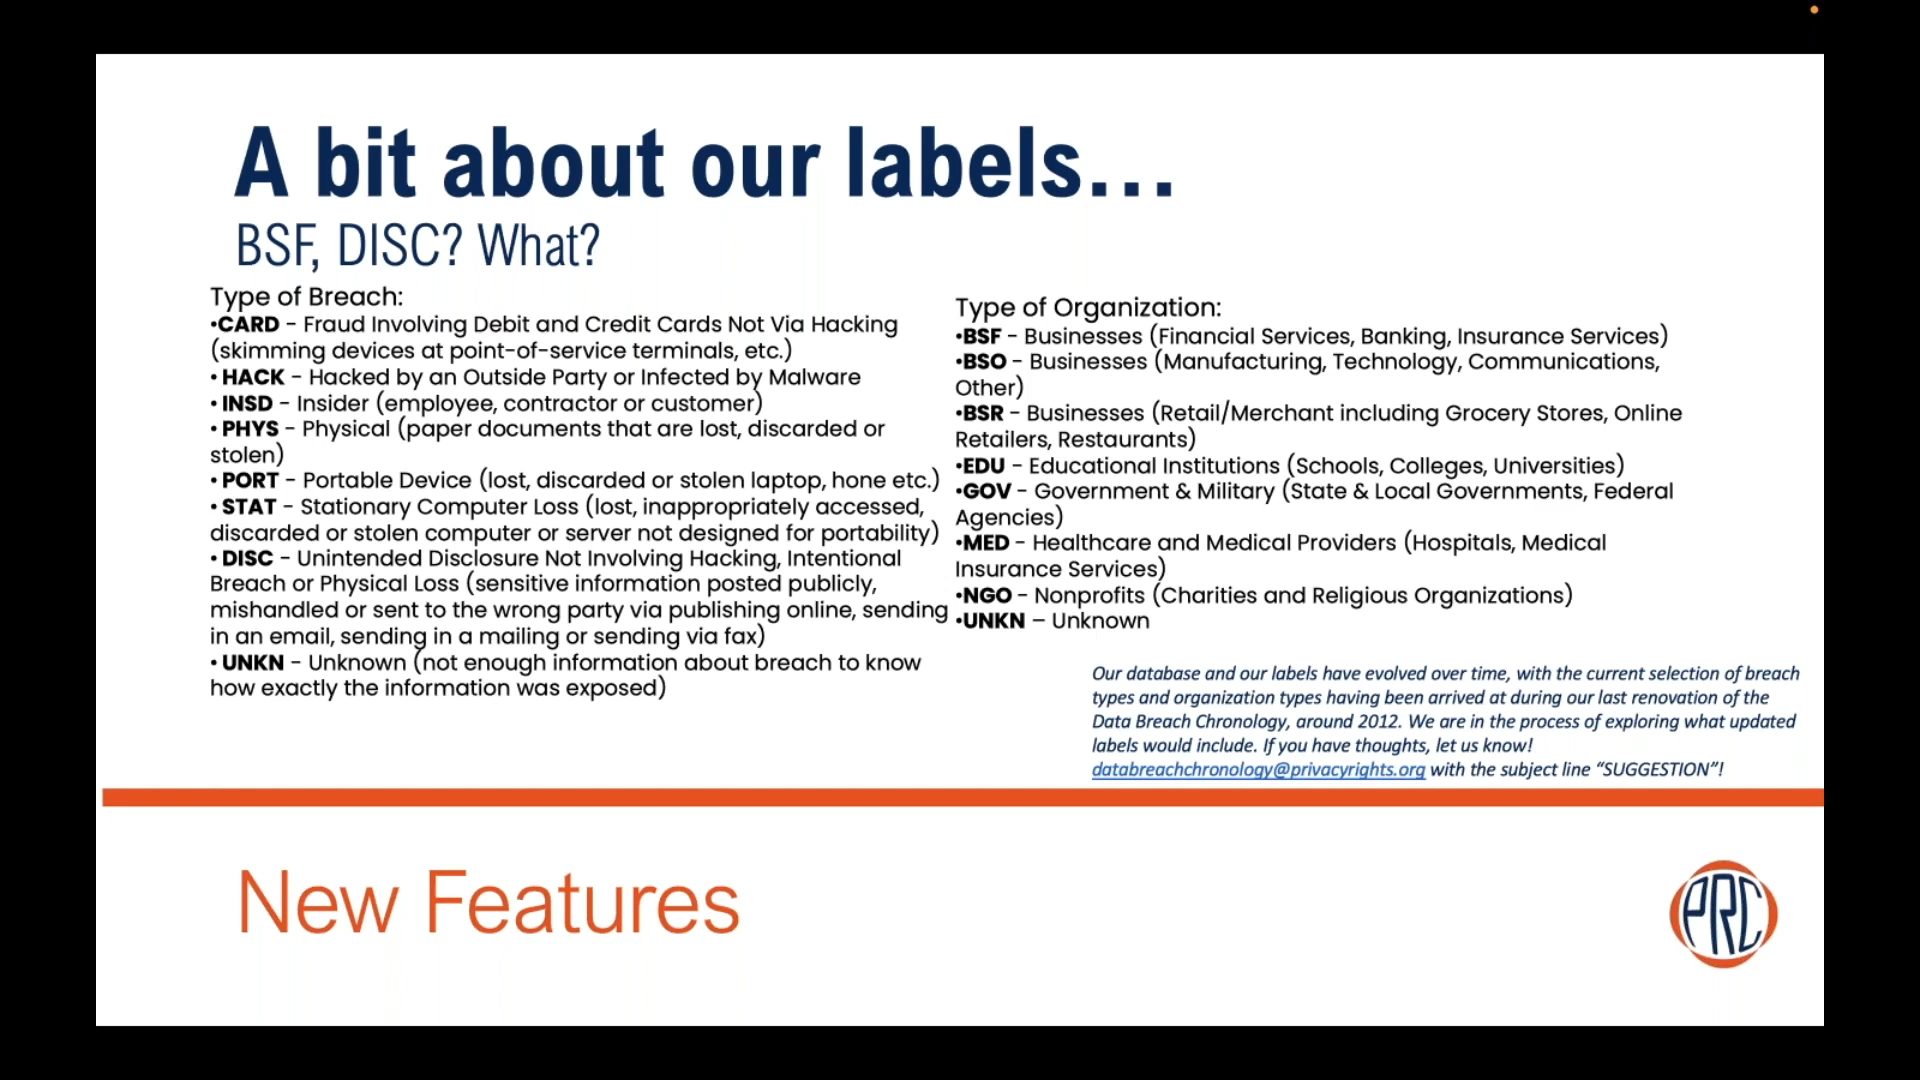 A bit about our labels...
BSF, DISC? What?
Type of Breach:
•CARD - Fraud Involving Debit and Credit Cards Not Via Hacking
(skimming devices at point-of-service terminals, etc.)
• HACK - Hacked by an Outside Party or Infected by Malware
• INSD - Insider (employee, contractor or customer)
• PHYS - Physical (paper documents that are lost, discarded or
stolen)
• PORT - Portable Device (lost, discarded or stolen laptop, hone etc.)
• STAT - Stationary Computer Loss (lost, inappropriately accessed,
discarded or stolen computer or server not designed for portability)
• DISC - Unintended Disclosure Not Involving Hacking, Intentional
Breach or Physical Loss (sensitive information posted publicly,
mishandled or sent to the wrong party via publishing online, sending
in an email, sending in a mailing or sending via fax)
• UNKN - Unknown (not enough information about breach to know
how exactly the information was exposed)
Type of Organization:
•BSF - Businesses (Financial Services, Banking, Insurance Services)
•BSO - Businesses (Manufacturing, Technology, Communications,
Other)
•BSR - Businesses (Retail/Merchant including Grocery Stores, Online
Retailers, Restaurants)
•EDU - Educational Institutions (Schools, Colleges, Universities)
•GOV - Government & Military (State & Local Governments, Federal
Agencies)
•MED - Healthcare and Medical Providers (Hospitals, Medical
Insurance Services)
•NGO - Nonprofits (Charities and Religious Organizations)
•UNKN – Unknown
Our database and our labels have evolved over time, with the current selection of breach
types and organization types having been arrived at during our last renovation of the
Data Breach Chronology, around 2012. We are in the process of exploring what updated
labels would include. If you have thoughts, let us know!
databreachchronology@privacyrights.org with the subject line “SUGGESTION”!
New Features
PRC